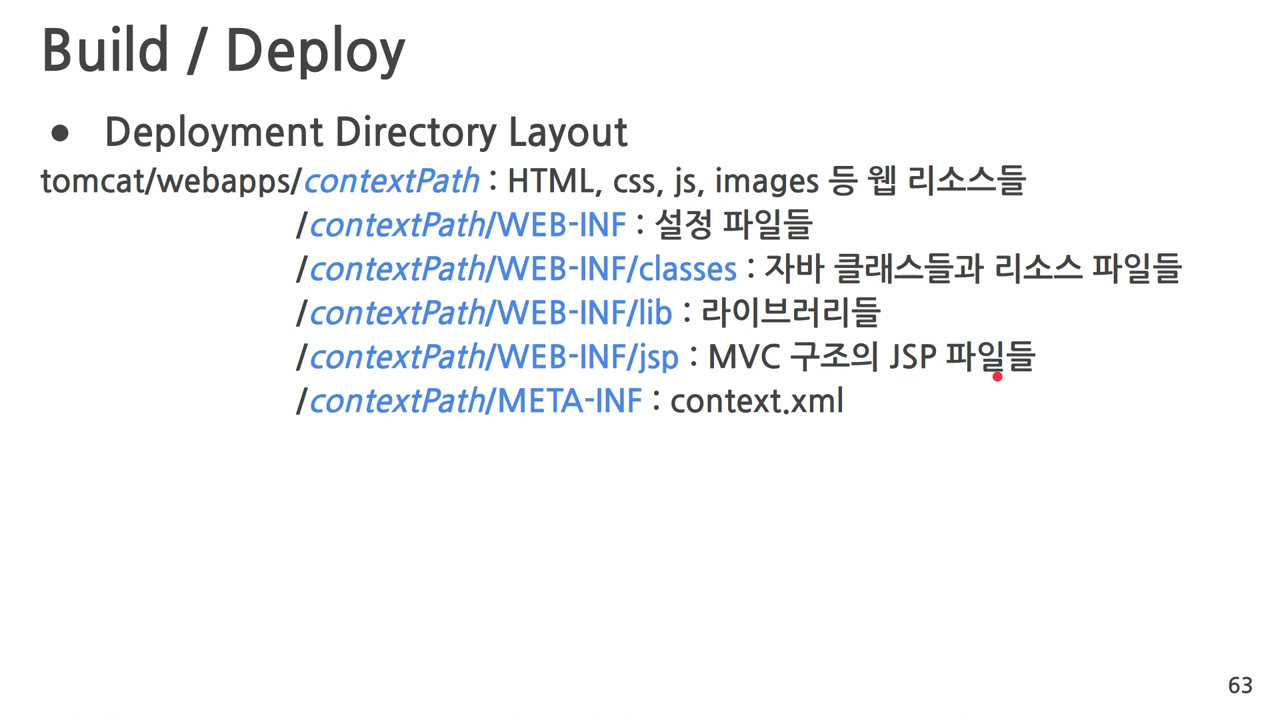 Build / Deploy
● Deployment Directory Layout
tomcat/webapps/contextPath : HTML, css, js, images 등 웹 리소스들
/contextPath/WEB-INF : 설정 파일들
/contextPath/WEB-INF/classes : 자바 클래스들과 리소스 파일들
/contextPath/WEB-INF/lib : 라이브러리들
/contextPath/WEB-INF/jsp : MVC 구조의 JSP 파일들
/contextPath/META-INF : context.xml
63